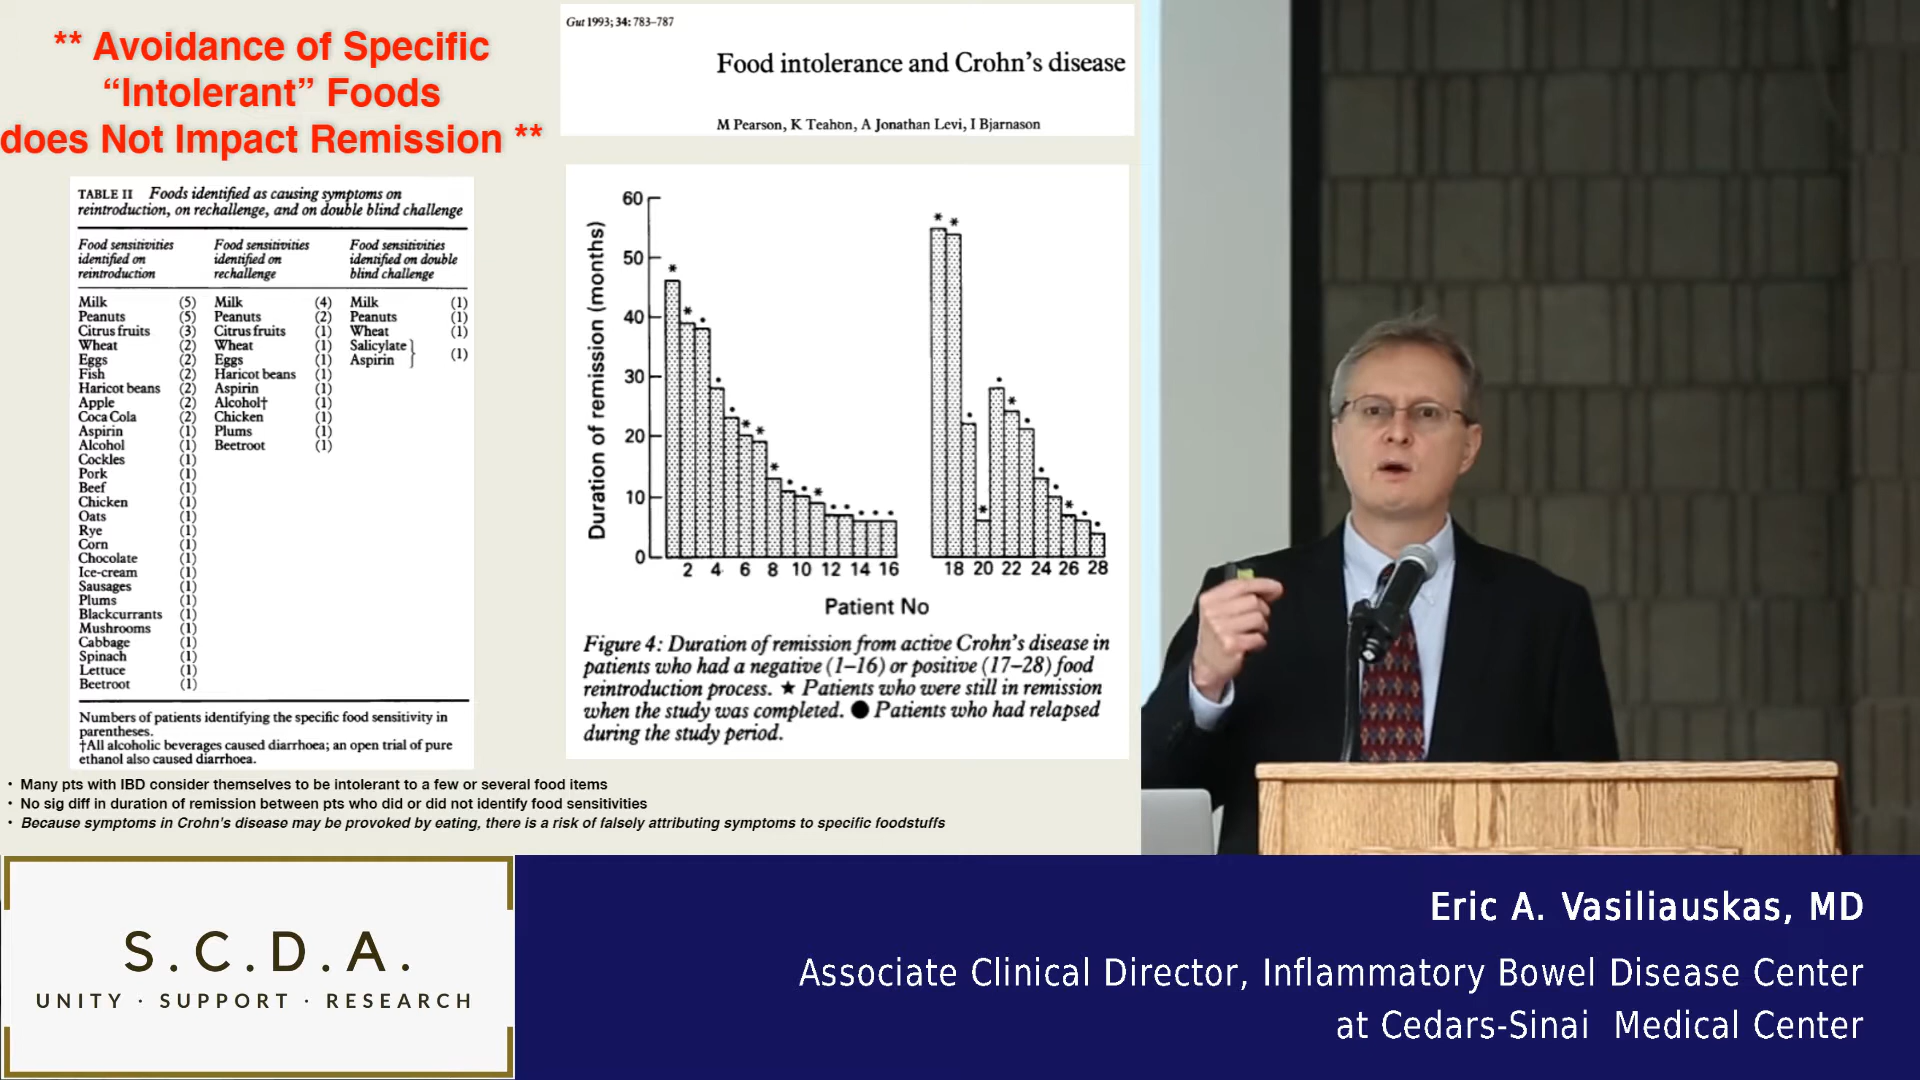 ** Avoidance of Specific
“Intolerant” Foods
does Not Impact Remission **
Gut 1993; 34: 783–787
Food intolerance and Crohn’s disease
M Pearson, K Teahon, A Jonathan Levi, I Bjarnason
TABLE II Foods identified as causing symptoms on
reintroduction, on rechallenge, and on double blind challenge
Food sensitivities
identified on
reintroduction
Food sensitivities
identified on
rechallenge
Food sensitivities
identified on double
blind challenge
Milk (5) Milk (4) Milk (1)
Peanuts (5) Peanuts (2) Peanuts (1)
Citrus fruits (3) Citrus fruits (1) Wheat (1)
Wheat (2) Wheat (1) Salicylate
Eggs (2) Eggs (1) Aspirin } (1)
Fish (2) Haricot beans (1)
Haricot beans (2) Aspirin (1)
Apple (2) Alcohol† (1)
Coca Cola (2) Chicken (1)
Aspirin (1) Plums (1)
Alcohol (1) Beetroot (1)
Cockles (1)
Pork (1)
Beef (1)
Chicken (1)
Oats (1)
Rye (1)
Corn (1)
Chocolate (1)
Ice-cream (1)
Sausages (1)
Plums (1)
Blackcurrants (1)
Mushrooms (1)
Cabbage (1)
Spinach (1)
Lettuce (1)
Beetroot (1)
Numbers of patients identifying the specific food sensitivity in
parentheses.
†All alcoholic beverages caused diarrhoea; an open trial of pure
ethanol also caused diarrhoea.
Duration of remission (months)
60
50
40
30
20
10
0
2 4 6 8 10 12 14 16 18 20 22 24 26 28
Patient No
Figure 4: Duration of remission from active Crohn’s disease in
patients who had a negative (1–16) or positive (17–28) food
reintroduction process. ★ Patients who were still in remission
when the study was completed. ● Patients who had relapsed
during the study period.
• Many pts with IBD consider themselves to be intolerant to a few or several food items
• No sig diff in duration of remission between pts who did or did not identify food sensitivities
• Because symptoms in Crohn’s disease may be provoked by eating, there is a risk of falsely attributing symptoms to specific foodstuffs
S.C.D.A.
UNITY · SUPPORT · RESEARCH
Eric A. Vasiliauskas, MD
Associate Clinical Director, Inflammatory Bowel Disease Center
at Cedars-Sinai Medical Center